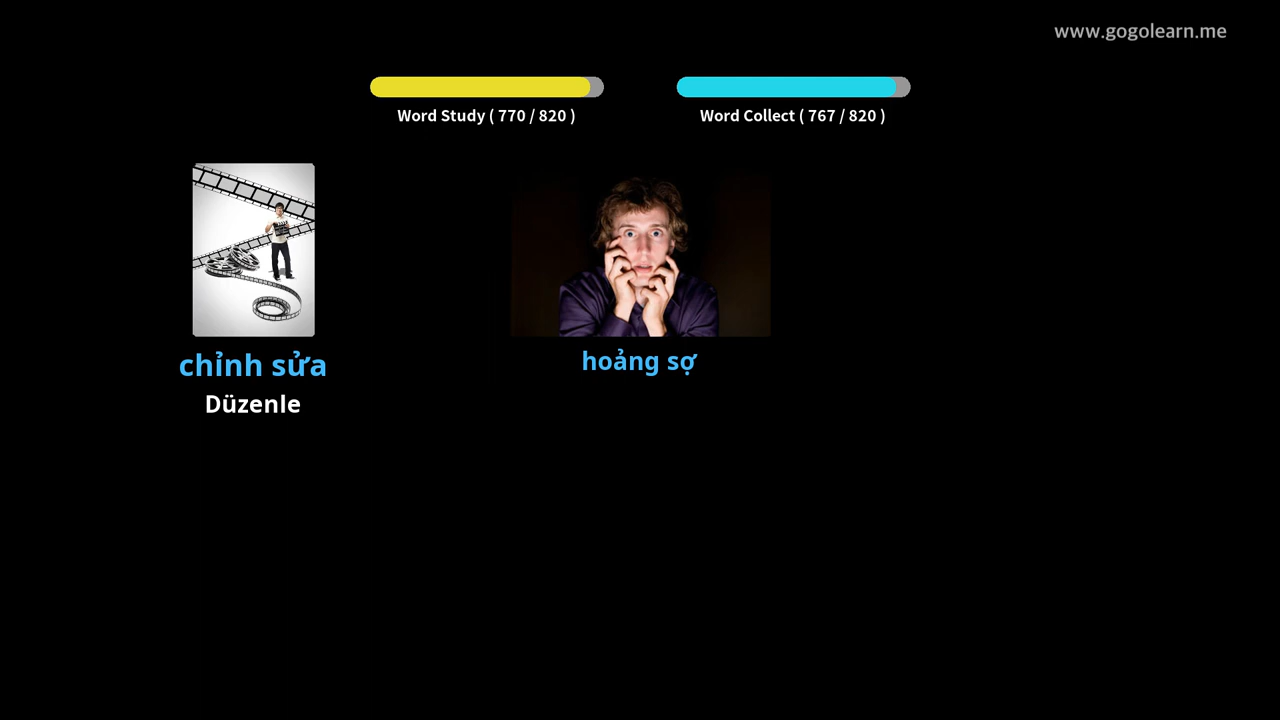 www.gogolearn.me
Word Study ( 770 / 820 )
Word Collect ( 767 / 820 )
chỉnh sửa
Düzenle
hoảng sợ